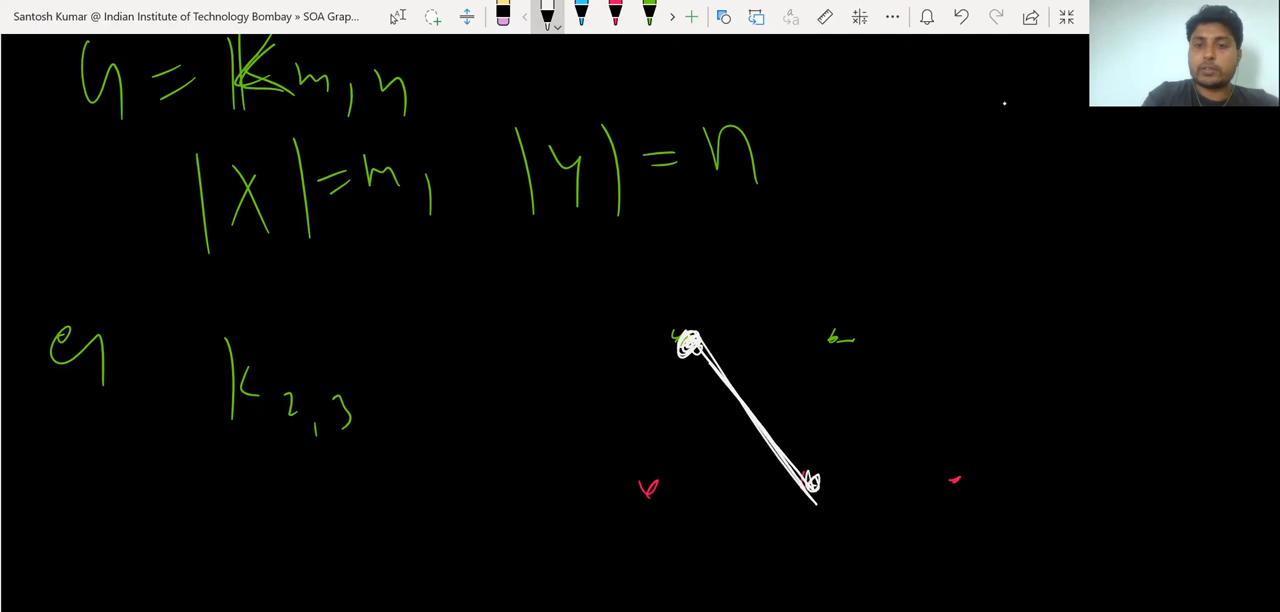 Santosh Kumar @ Indian Institute of Technology Bombay » SOA Grap...
G = Km,n
|X| = m, |Y| = n
eg K2,3